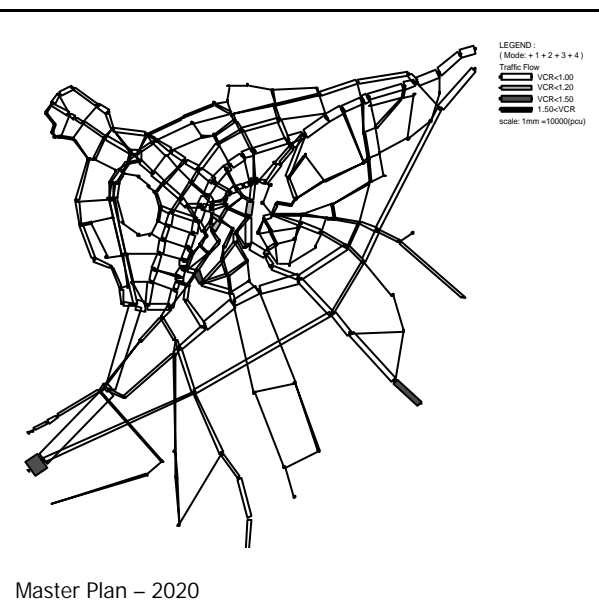 LEGEND :
( Mode: + 1 + 2 + 3 + 4 )
Traffic Flow
VCR<1.00
VCR<1.20
VCR<1.50
1.50<VCR
scale: 1mm =10000(pcu)
Master Plan – 2020